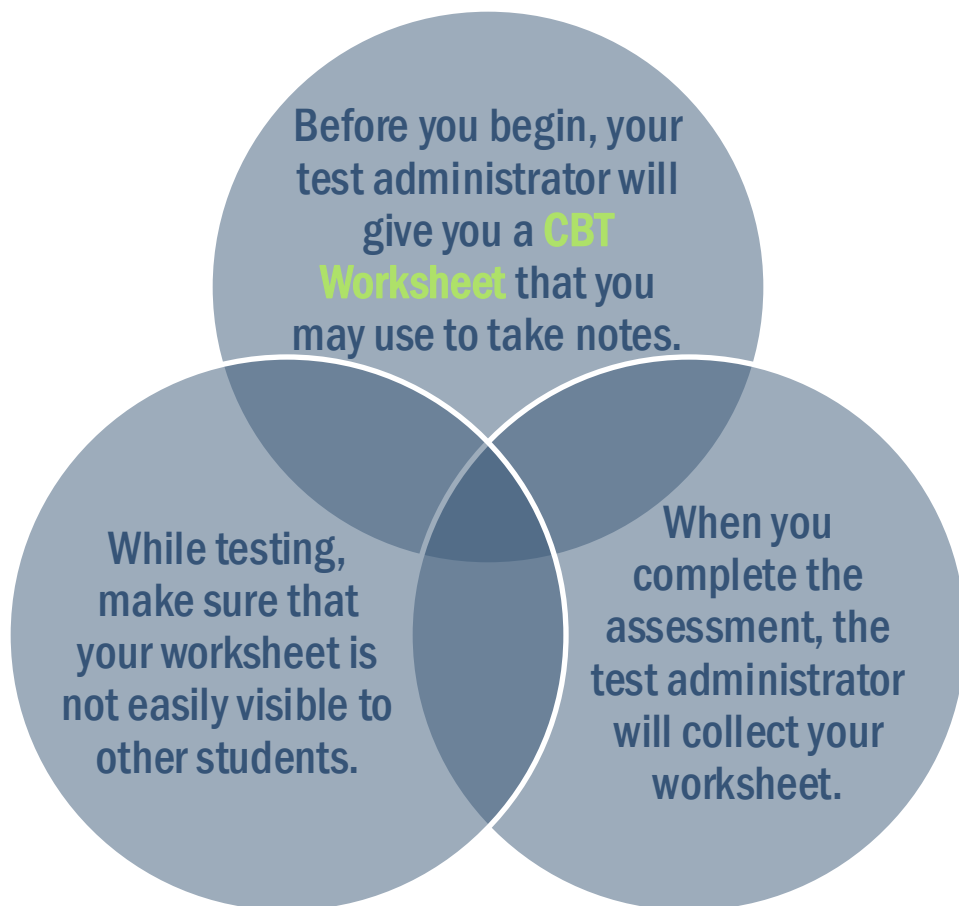 Before you begin, your
test administrator will
give you a CBT
Worksheet that you
may use to take notes.
While testing,
make sure that
your worksheet is
not easily visible to
other students.
When you
complete the
assessment, the
test administrator
will collect your
worksheet.